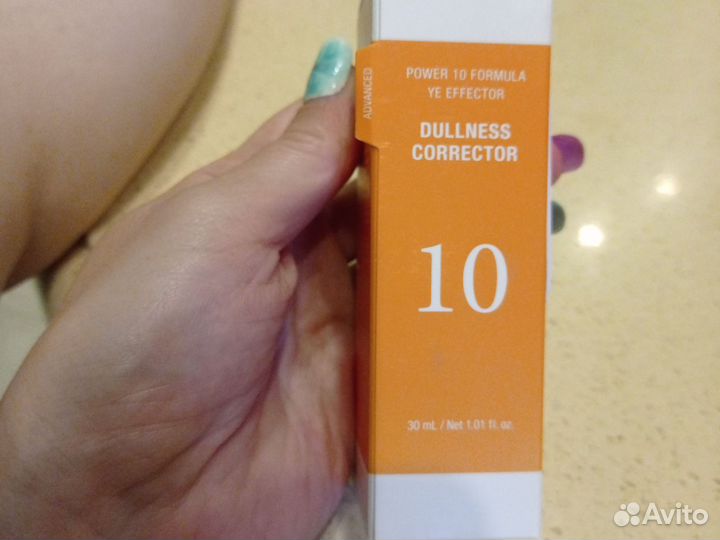 ADVANCED
POWER 10 FORMULA
YE EFFECTOR
DULLNESS
CORRECTOR
10
30 mL / Net 1.01 fl. oz.
Avito